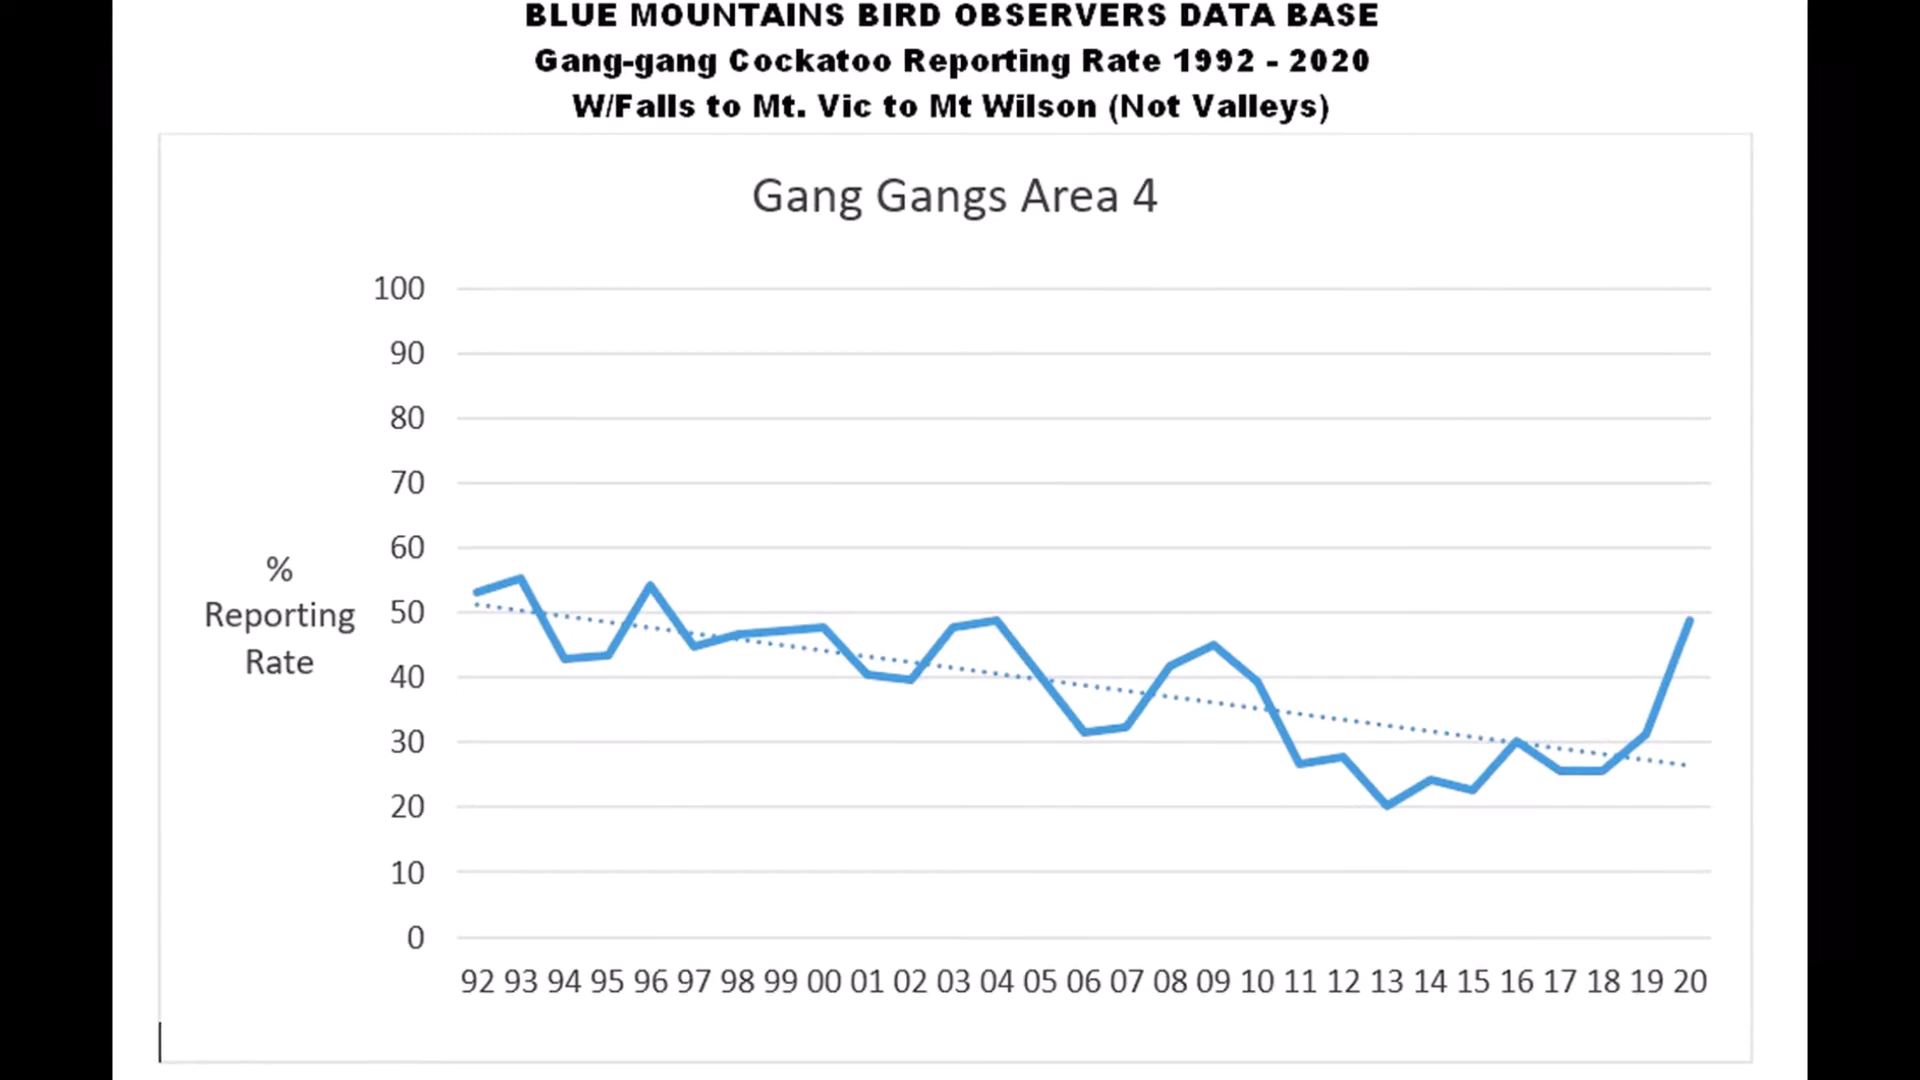 BLUE MOUNTAINS BIRD OBSERVERS DATA BASE
Gang-gang Cockatoo Reporting Rate 1992 - 2020
W/Falls to Mt. Vic to Mt Wilson (Not Valleys)
Gang Gangs Area 4
100
90
80
70
60
50
40
30
20
10
0
%
Reporting
Rate
92 93 94 95 96 97 98 99 00 01 02 03 04 05 06 07 08 09 10 11 12 13 14 15 16 17 18 19 20